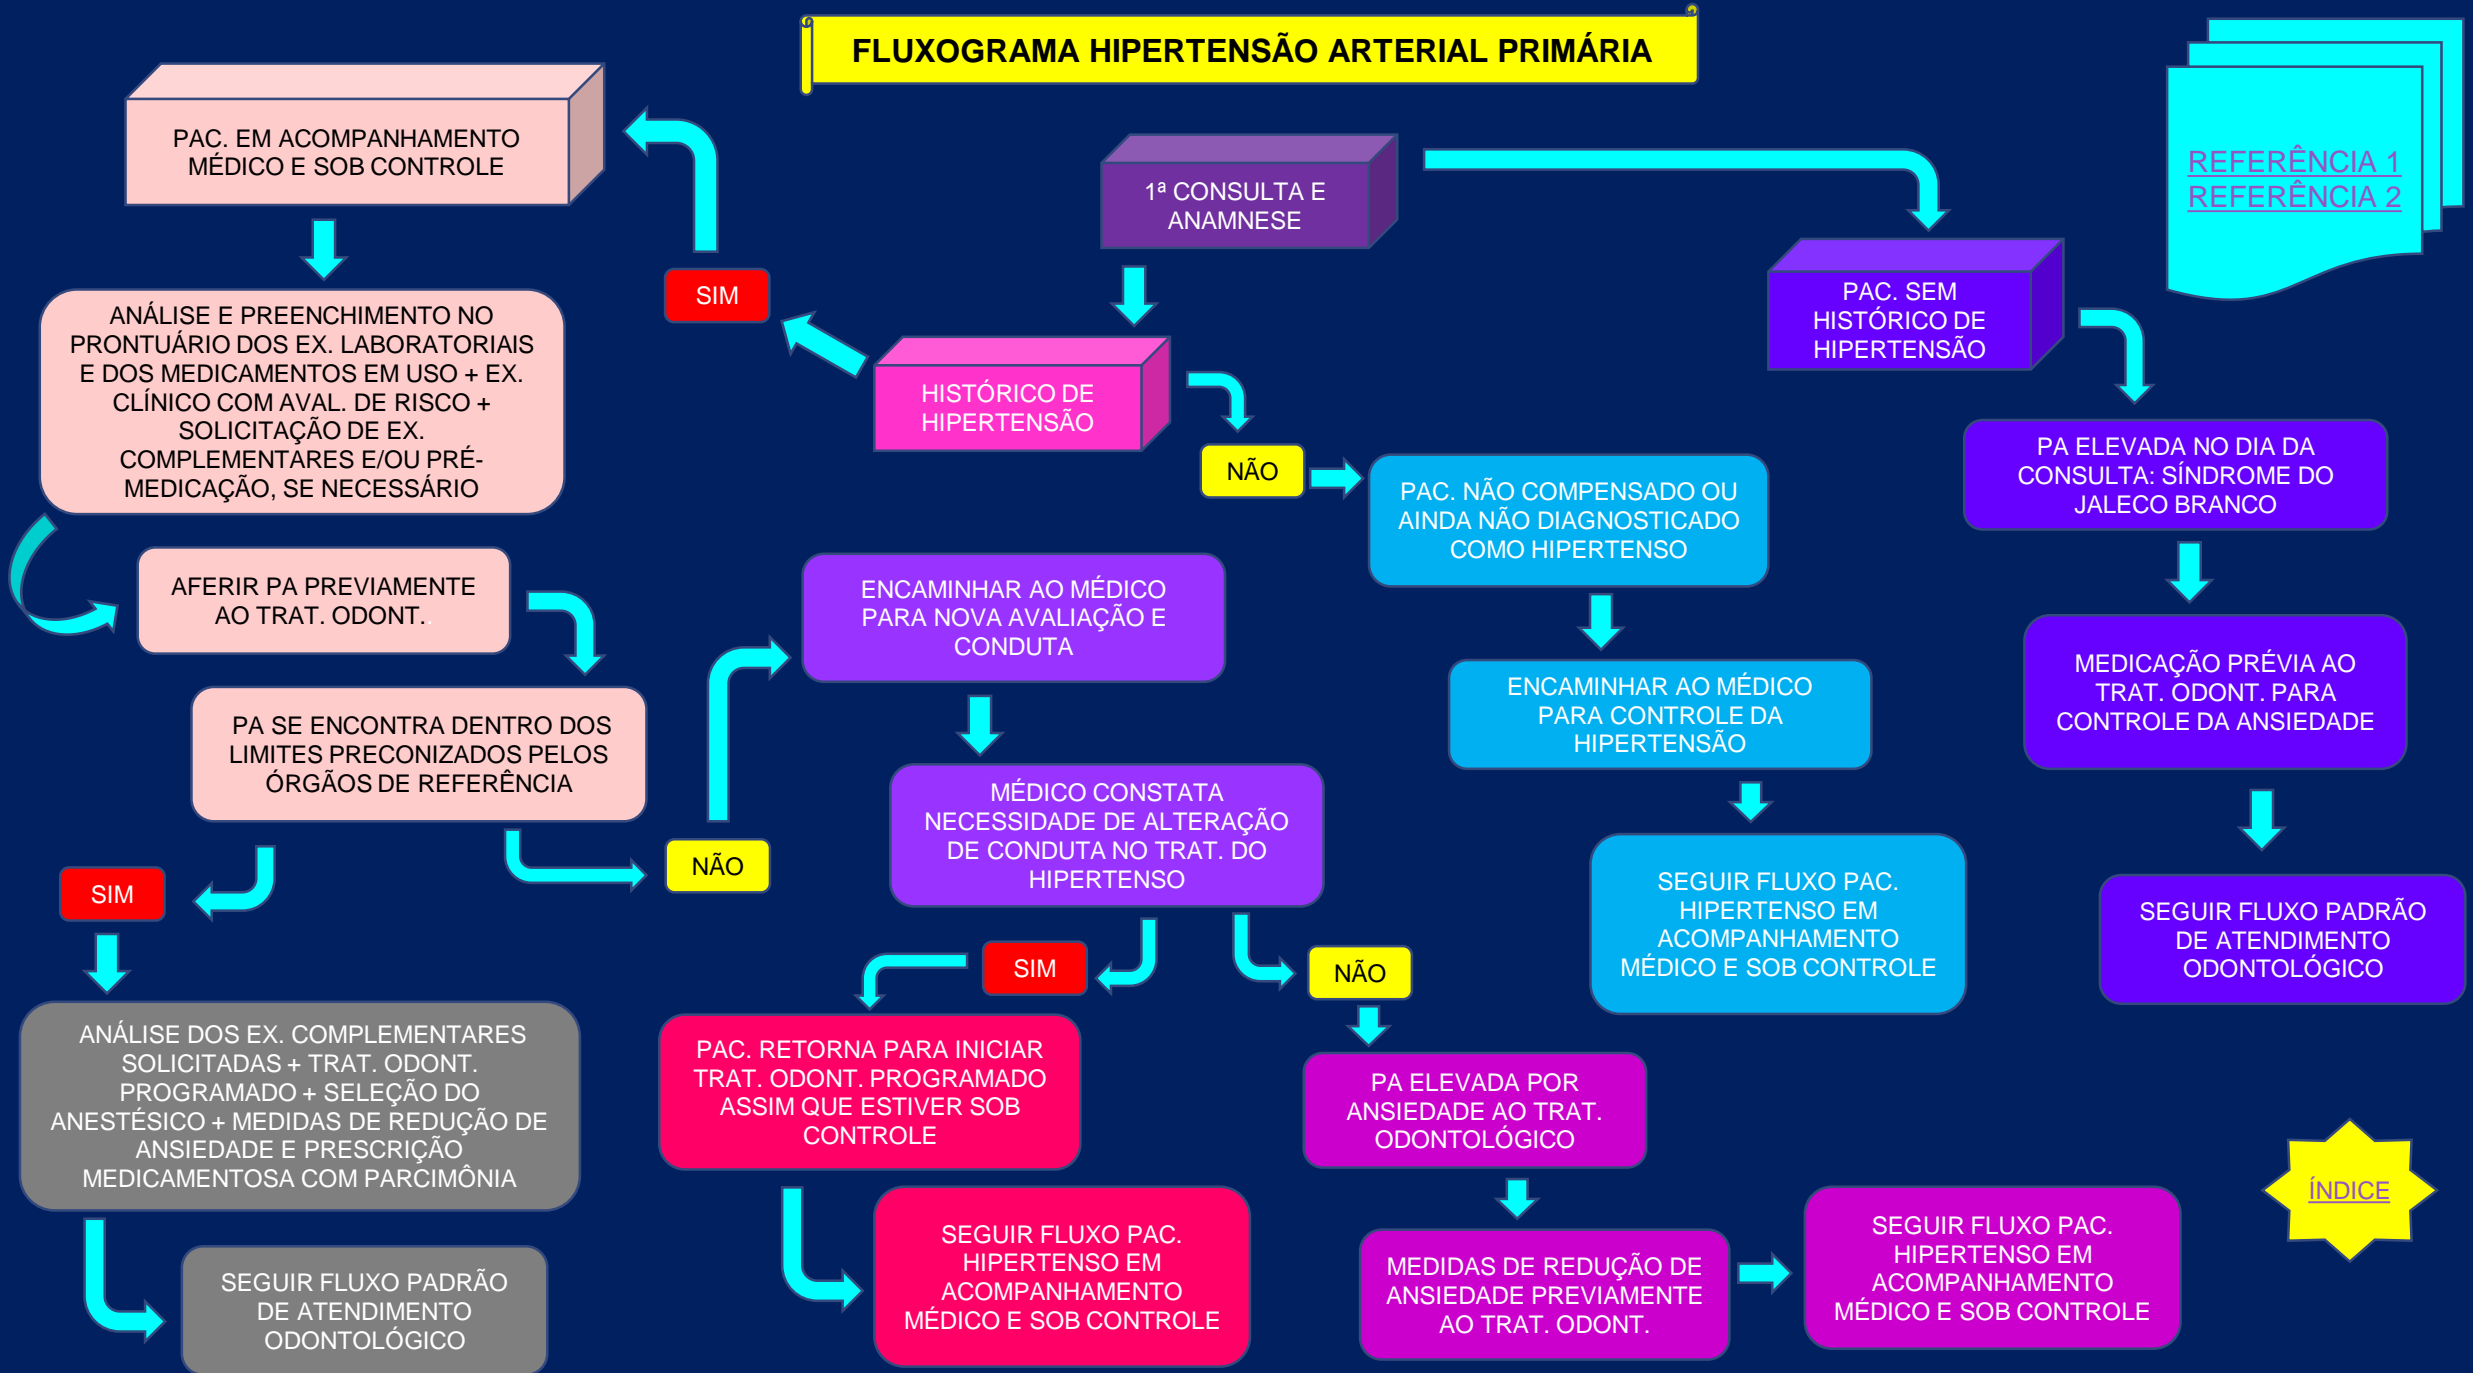 FLUXOGRAMA HIPERTENSÃO ARTERIAL PRIMÁRIA
REFERÊNCIA 1
REFERÊNCIA 2
1ª CONSULTA E
ANAMNESE
HISTÓRICO DE
HIPERTENSÃO
SIM
PAC. EM ACOMPANHAMENTO
MÉDICO E SOB CONTROLE
ANÁLISE E PREENCHIMENTO NO
PRONTUÁRIO DOS EX. LABORATORIAIS
E DOS MEDICAMENTOS EM USO + EX.
CLÍNICO COM AVAL. DE RISCO +
SOLICITAÇÃO DE EX.
COMPLEMENTARES E/OU PRÉ-
MEDICAÇÃO, SE NECESSÁRIO
AFERIR PA PREVIAMENTE
AO TRAT. ODONT.
PA SE ENCONTRA DENTRO DOS
LIMITES PRECONIZADOS PELOS
ÓRGÃOS DE REFERÊNCIA
SIM
ANÁLISE DOS EX. COMPLEMENTARES
SOLICITADAS + TRAT. ODONT.
PROGRAMADO + SELEÇÃO DO
ANESTÉSICO + MEDIDAS DE REDUÇÃO DE
ANSIEDADE E PRESCRIÇÃO
MEDICAMENTOSA COM PARCIMÔNIA
SEGUIR FLUXO PADRÃO
DE ATENDIMENTO
ODONTOLÓGICO
NÃO
ENCAMINHAR AO MÉDICO
PARA NOVA AVALIAÇÃO E
CONDUTA
MÉDICO CONSTATA
NECESSIDADE DE ALTERAÇÃO
DE CONDUTA NO TRAT. DO
HIPERTENSO
SIM
PAC. RETORNA PARA INICIAR
TRAT. ODONT. PROGRAMADO
ASSIM QUE ESTIVER SOB
CONTROLE
SEGUIR FLUXO PAC.
HIPERTENSO EM
ACOMPANHAMENTO
MÉDICO E SOB CONTROLE
NÃO
PA ELEVADA POR
ANSIEDADE AO TRAT.
ODONTOLÓGICO
MEDIDAS DE REDUÇÃO DE
ANSIEDADE PREVIAMENTE
AO TRAT. ODONT.
SEGUIR FLUXO PAC.
HIPERTENSO EM
ACOMPANHAMENTO
MÉDICO E SOB CONTROLE
NÃO
PAC. NÃO COMPENSADO OU
AINDA NÃO DIAGNOSTICADO
COMO HIPERTENSO
ENCAMINHAR AO MÉDICO
PARA CONTROLE DA
HIPERTENSÃO
SEGUIR FLUXO PAC.
HIPERTENSO EM
ACOMPANHAMENTO
MÉDICO E SOB CONTROLE
PAC. SEM
HISTÓRICO DE
HIPERTENSÃO
PA ELEVADA NO DIA DA
CONSULTA: SÍNDROME DO
JALECO BRANCO
MEDICAÇÃO PRÉVIA AO
TRAT. ODONT. PARA
CONTROLE DA ANSIEDADE
SEGUIR FLUXO PADRÃO
DE ATENDIMENTO
ODONTOLÓGICO
ÍNDICE